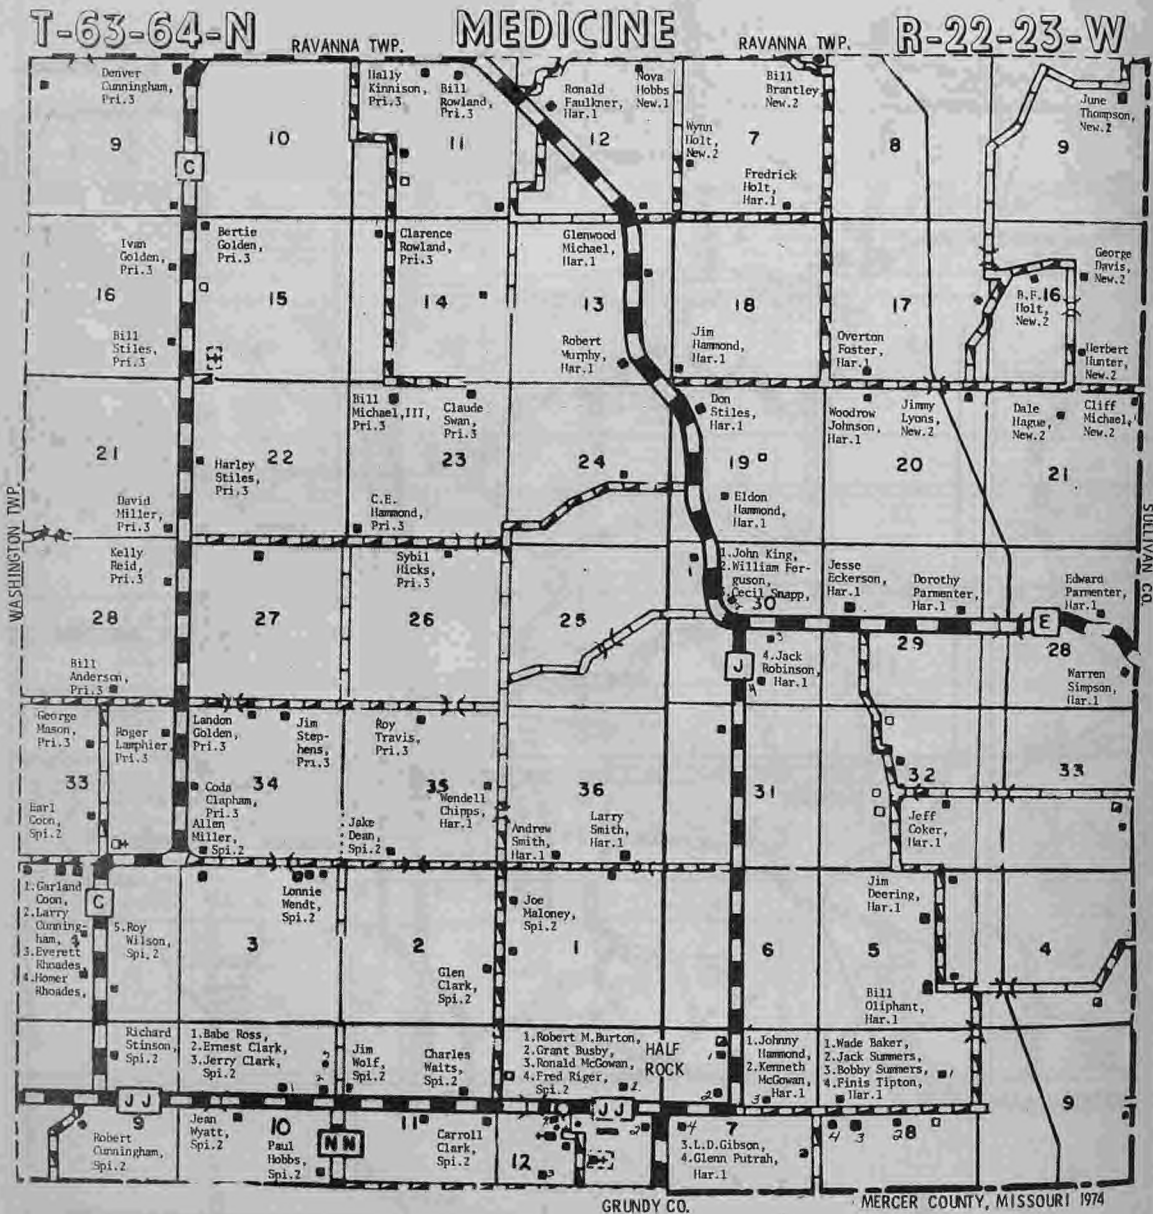 T-63-64-N MEDICINE R-22-23-W
RAVANNA TWP. RAVANNA TWP.
Denver
Cunningham,
Pri.3
9
C
10
Hally
Kinnison,
Pri.3
Bill
Rowland,
Pri.3
11
Ronald
Faulkner,
Har.1
12
Nova
Hobbs
New.1
Wynn
Holt,
New.2
7
Bill
Brantley,
New.2
Fredrick
Holt,
Har.1
8
9
June
Thompson,
New.2
Ivan
Golden,
Pri.3
16
Bill
Stiles,
Pri.3
Bertie
Golden,
Pri.3
15
Clarence
Rowland,
Pri.3
14
Glenwood
Michael,
Har.1
13
Robert
Murphy,
Har.1
18
Jim
Hammond,
Har.1
17
Overton
Foster,
Har.1
B.F.
Holt,
New.2
16
George
Davis,
New.2
Herbert
Hunter,
New.2
21
David
Miller,
Pri.3
22
Harley
Stiles,
Pri.3
Bill
Michael,III,
Pri.3
Claude
Swan,
Pri.3
23
C.E.
Hammond,
Pri.3
24
Don
Stiles,
Har.1
19
Eldon
Hammond,
Har.1
Woodrow
Johnson,
Har.1
Jimmy
Lyons,
New.2
20
Dale
Hague,
New.2
Cliff
Michael,
New.2
21
WASHINGTON TWP.
SULLIVAN CO.
Kelly
Reid,
Pri.3
28
Bill
Anderson,
Pri.3
27
Sybil
Hicks,
Pri.3
26
25
1
1.John King,
2.William Fer-
guson,
3.Cecil Snapp,
30
3
4.Jack
Robinson,
Har.1
4
J
Jesse
Eckerson,
Har.1
Dorothy
Parmenter,
Har.1
29
E
Edward
Parmenter,
Har.1
28
Warren
Simpson,
Har.1
George
Mason,
Pri.3
33
Earl
Coon,
Spi.2
Roger
Lamphier,
Pri.3
Landon
Golden,
Pri.3
Jim
Step-
hens,
Pri.3
34
Coda
Clapham,
Pri.3
Allen
Miller,
Spi.2
Roy
Travis,
Pri.3
35
Jake
Dean,
Spi.2
Wendell
Chipps,
Har.1
36
Andrew
Smith,
Har.1
Larry
Smith,
Har.1
31
32
Jeff
Coker,
Har.1
33
1.Garland
Coon,
2.Larry
Cunning-
ham,
3.Everett
Rhoades,
4.Homer
Rhoades,
4
C
5.Roy
Wilson,
Spi.2
3
Lonnie
Wendt,
Spi.2
2
Glen
Clark,
Spi.2
Joe
Maloney,
Spi.2
1
6
Jim
Deering,
Har.1
5
Bill
Oliphant,
Har.1
4
Richard
Stinson,
Spi.2
1.Babe Ross,
2.Ernest Clark,
3.Jerry Clark,
Spi.2
1
2
3
Jim
Wolf,
Spi.2
Charles
Waits,
Spi.2
1.Robert M.Burton,
2.Grant Busby,
3.Ronald McGowan,
4.Fred Riger,
Spi.2
HALF
ROCK
1
2
1.Johnny
Hammond,
2.Kenneth
McGowan,
Har.1
3
1.Wade Baker,
2.Jack Summers,
3.Bobby Summers,
4.Finis Tipton,
Har.1
1
JJ
JJ
9
Robert
Cunningham,
Spi.2
Jean
Wyatt,
Spi.2
10
Paul
Hobbs,
Spi.2
NN
11
Carroll
Clark,
Spi.2
12
3
2
4
7
3.L.D.Gibson,
4.Glenn Putrah,
Har.1
4
3
2
8
9
GRUNDY CO.
MERCER COUNTY, MISSOURI 1974